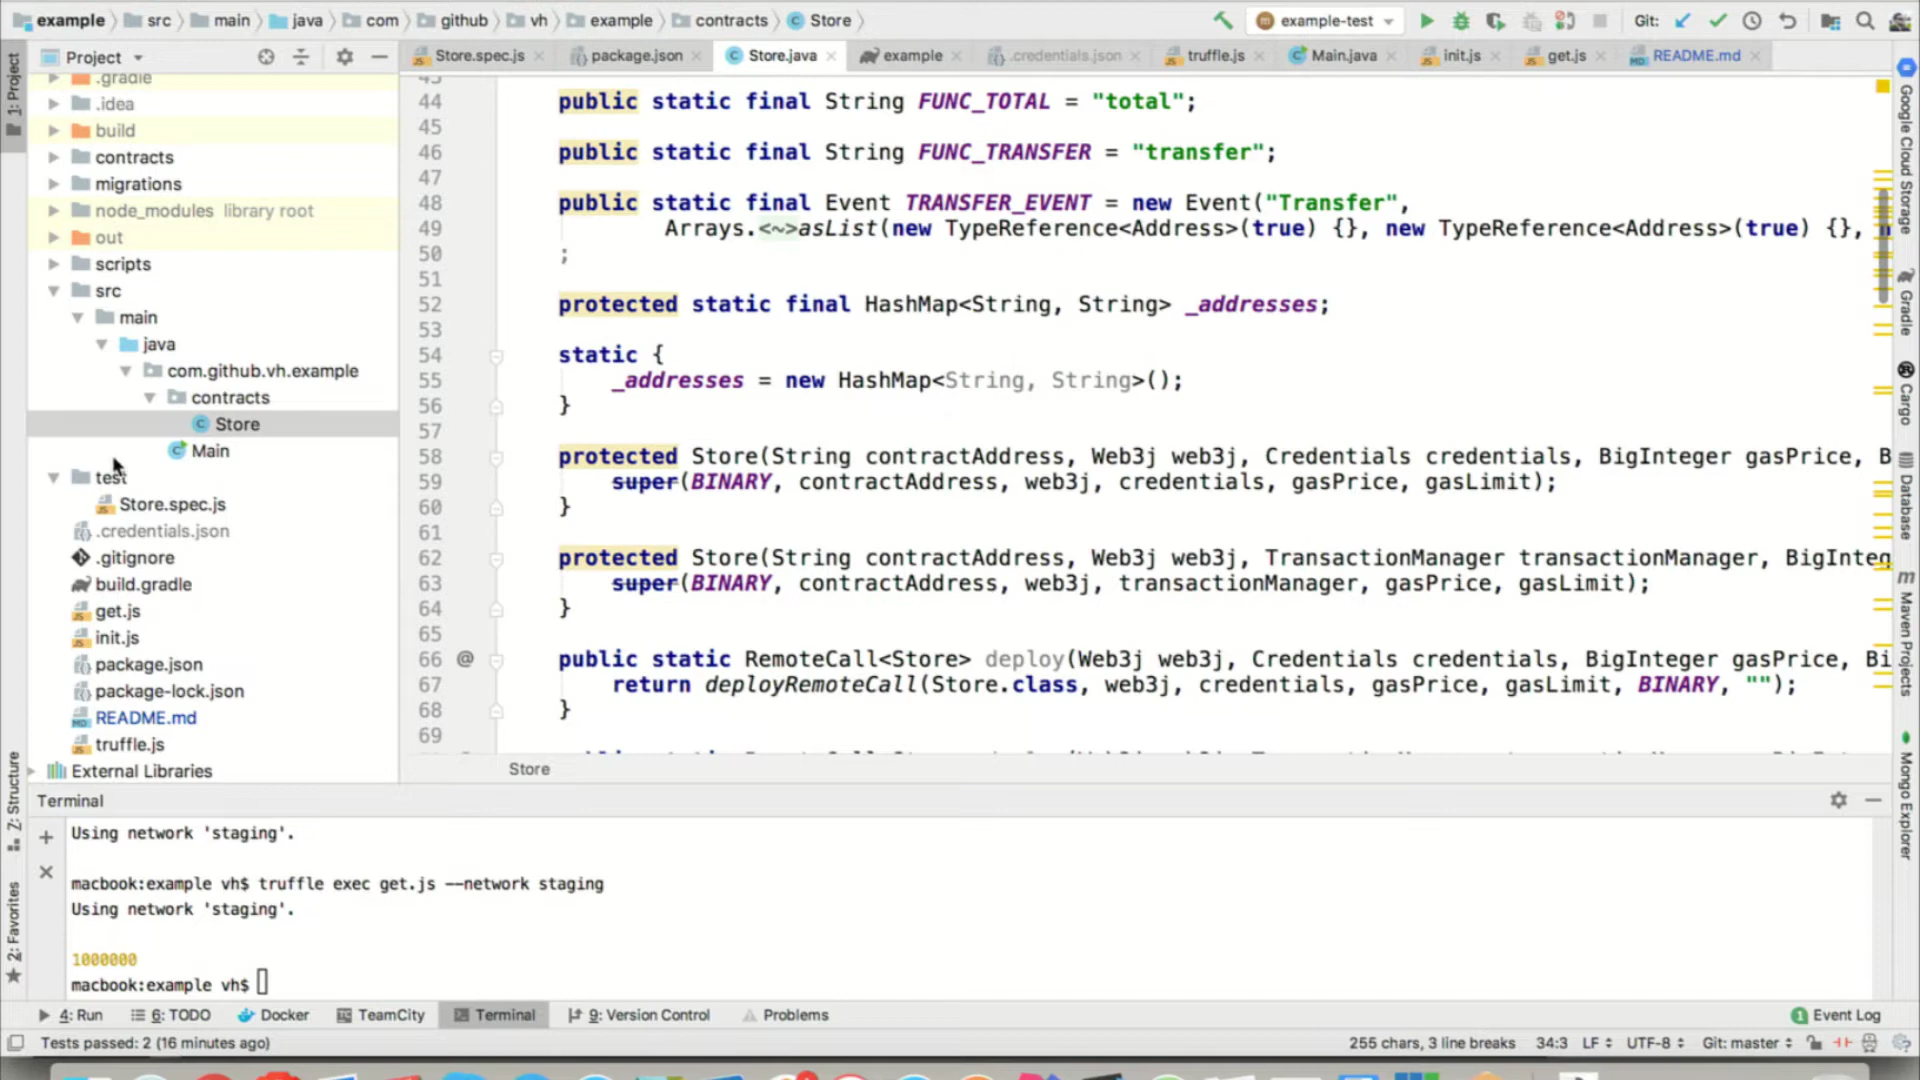 example src main java com github vh example contracts Store example-test Git:
1: Project
Project
Store.spec.js package.json Store.java example .credentials.json truffle.js Main.java init.js get.js README.md
.gradle
.idea
build
contracts
migrations
node_modules library root
out
scripts
src
main
java
com.github.vh.example
contracts
Store
Main
test
Store.spec.js
.credentials.json
.gitignore
build.gradle
get.js
init.js
package.json
package-lock.json
README.md
truffle.js
External Libraries
43
44 public static final String FUNC_TOTAL = "total";
45
46 public static final String FUNC_TRANSFER = "transfer";
47
48 public static final Event TRANSFER_EVENT = new Event("Transfer",
49 Arrays.<~>asList(new TypeReference<Address>(true) {}, new TypeReference<Address>(true) {},
50 ;
51
52 protected static final HashMap<String, String> _addresses;
53
54 static {
55 _addresses = new HashMap<String, String>();
56 }
57
58 protected Store(String contractAddress, Web3j web3j, Credentials credentials, BigInteger gasPrice, B
59 super(BINARY, contractAddress, web3j, credentials, gasPrice, gasLimit);
60 }
61
62 protected Store(String contractAddress, Web3j web3j, TransactionManager transactionManager, BigInteg
63 super(BINARY, contractAddress, web3j, transactionManager, gasPrice, gasLimit);
64 }
65
66 @ public static RemoteCall<Store> deploy(Web3j web3j, Credentials credentials, BigInteger gasPrice, Bi
67 return deployRemoteCall(Store.class, web3j, credentials, gasPrice, gasLimit, BINARY, "");
68 }
69
Store
Google Cloud Storage
Gradle
Cargo
Database
Maven Projects
Mongo Explorer
Z: Structure
2: Favorites
Terminal
Using network 'staging'.
macbook:example vh$ truffle exec get.js --network staging
Using network 'staging'.
1000000
macbook:example vh$
4: Run 6: TODO Docker TeamCity Terminal 9: Version Control Problems 1 Event Log
Tests passed: 2 (16 minutes ago) 255 chars, 3 line breaks 34:3 LF UTF-8 Git: master